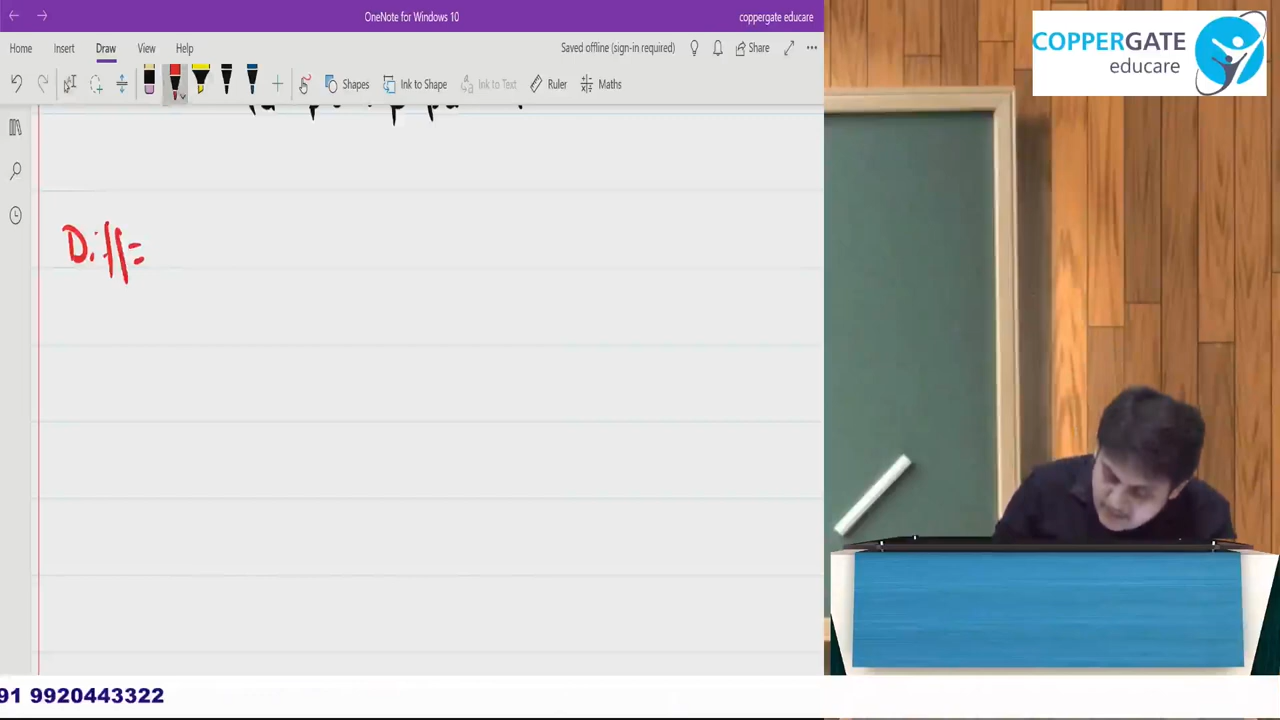 OneNote for Windows 10
coppergate educare
Home Insert Draw View Help
Saved offline (sign-in required) Share
Shapes Ink to Shape Ink to Text Ruler Maths
COPPERGATE
educare
Diff=
91 9920443322